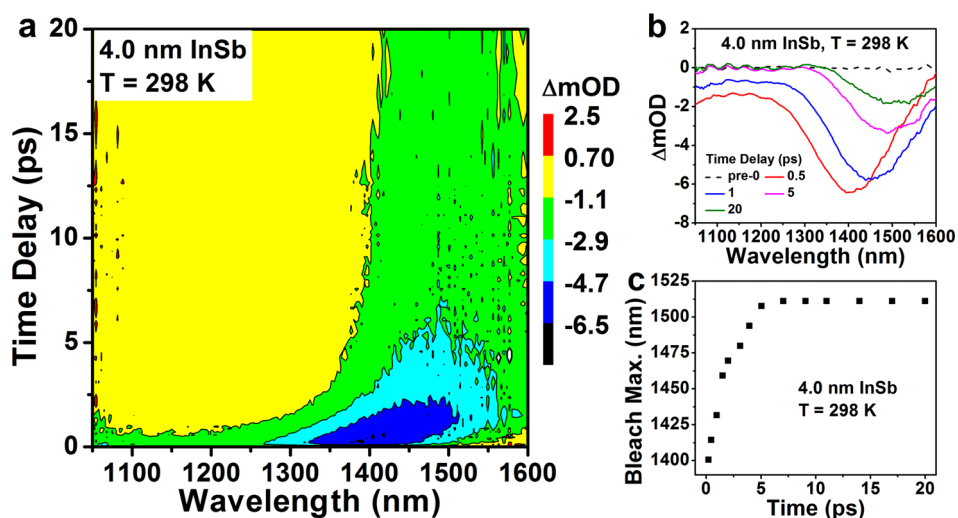 a
4.0 nm InSb
T = 298 K
Time Delay (ps)
20
15
10
5
0
1100 1200 1300 1400 1500 1600
Wavelength (nm)
ΔmOD
2.5
0.70
-1.1
-2.9
-4.7
-6.5
b
4.0 nm InSb, T = 298 K
ΔmOD
2
0
-2
-4
-6
-8
Time Delay (ps)
pre-0 0.5
1 5
20
1100 1200 1300 1400 1500 1600
Wavelength (nm)
c
Bleach Max. (nm)
1525
1500
1475
1450
1425
1400
4.0 nm InSb
T = 298 K
0 5 10 15 20
Time (ps)